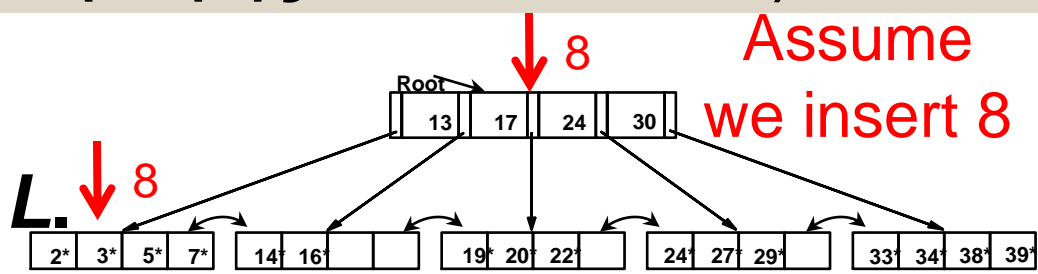 8
Assume
we insert 8
Root
13 17 24 30
8
L.
2* 3* 5* 7* 14* 16* 19* 20* 22* 24* 27* 29* 33* 34* 38* 39*